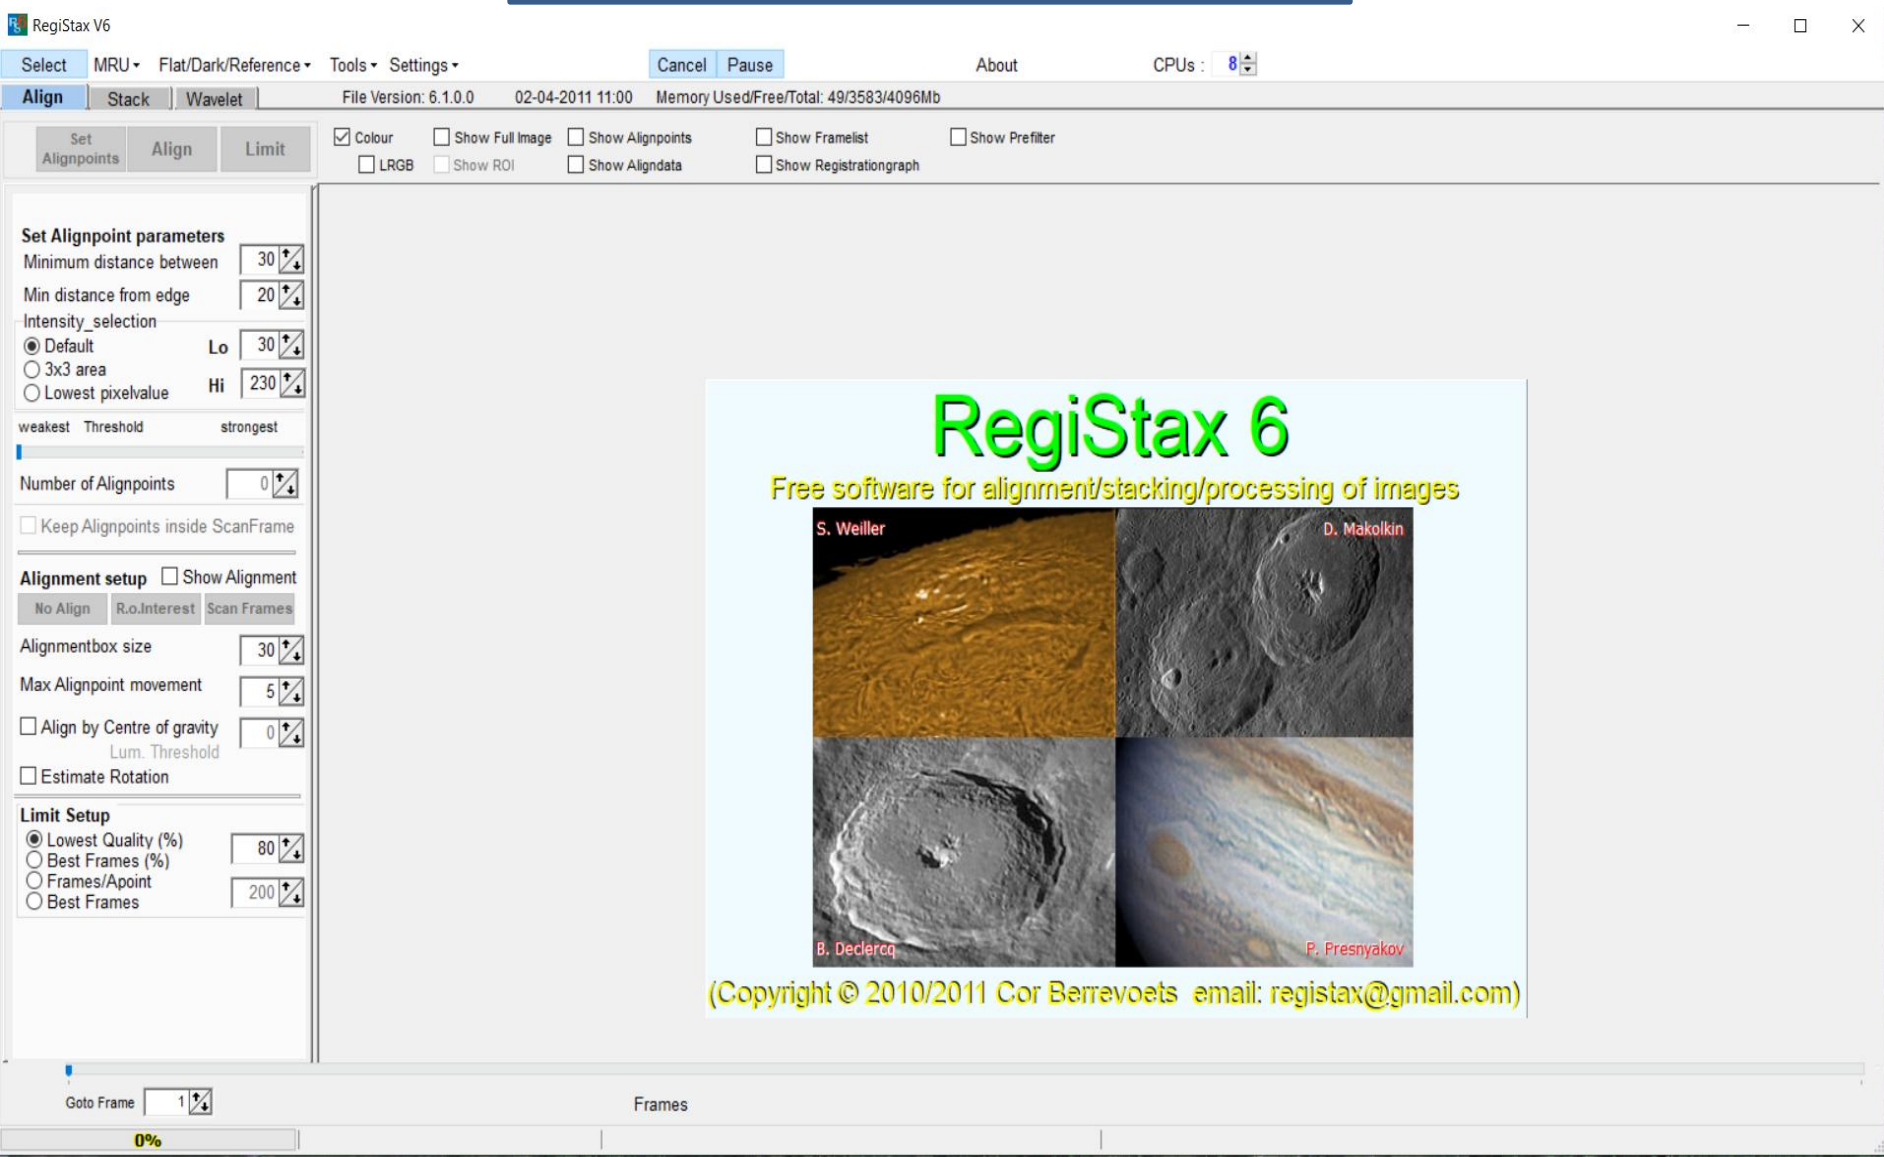 RegiStax V6
Select MRU Flat/Dark/Reference Tools Settings Cancel Pause About CPUs : 8
Align Stack Wavelet File Version: 6.1.0.0 02-04-2011 11:00 Memory Used/Free/Total: 49/3583/4096Mb
Set Alignpoints Align Limit
Colour Show Full Image Show Alignpoints Show Framelist Show Prefilter
LRGB Show ROI Show Aligndata Show Registrationgraph
Set Alignpoint parameters
Minimum distance between 30
Min distance from edge 20
Intensity_selection
Default Lo 30
3x3 area
Lowest pixelvalue Hi 230
weakest Threshold strongest
Number of Alignpoints 0
Keep Alignpoints inside ScanFrame
Alignment setup Show Alignment
No Align R.o.Interest Scan Frames
Alignmentbox size 30
Max Alignpoint movement 5
Align by Centre of gravity 0
Lum. Threshold
Estimate Rotation
Limit Setup
Lowest Quality (%) 80
Best Frames (%)
Frames/Apoint
Best Frames 200
RegiStax 6
Free software for alignment/stacking/processing of images
S. Weiller D. Makolkin
B. Declercq P. Presnyakov
(Copyright © 2010/2011 Cor Berrevoets email: registax@gmail.com)
Goto Frame 1 Frames
0%